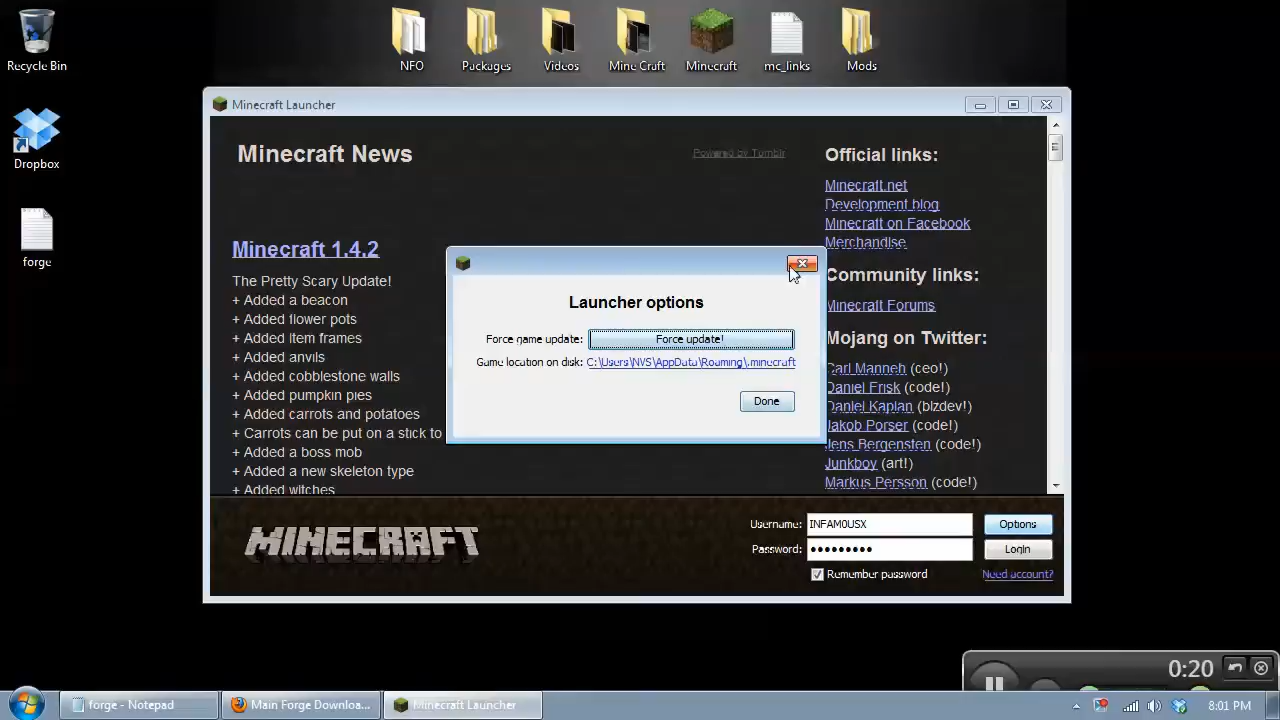 Recycle Bin
NFO
Packages
Videos
Mine Craft
Minecraft
mc_links
Mods
Dropbox
forge
Minecraft Launcher
Minecraft News
Powered by Tumblr
Minecraft 1.4.2
The Pretty Scary Update!
+ Added a beacon
+ Added flower pots
+ Added item frames
+ Added anvils
+ Added cobblestone walls
+ Added pumpkin pies
+ Added carrots and potatoes
+ Carrots can be put on a stick to
+ Added a boss mob
+ Added a new skeleton type
+ Added witches
Official links:
Minecraft.net
Development blog
Minecraft on Facebook
Merchandise
Community links:
Minecraft Forums
Mojang on Twitter:
Carl Manneh (ceo!)
Daniel Frisk (code!)
Daniel Kaplan (bizdev!)
Jakob Porser (code!)
Jens Bergensten (code!)
Junkboy (art!)
Markus Persson (code!)
Launcher options
Force game update: Force update!
Game location on disk: C:\Users\NVS\AppData\Roaming\.minecraft
Done
MINECRAFT
Username: INFAM0USX Options
Password: ●●●●●●●●● Login
Remember password Need account?
0:20
forge - Notepad
Main Forge Downloa...
Minecraft Launcher
8:01 PM